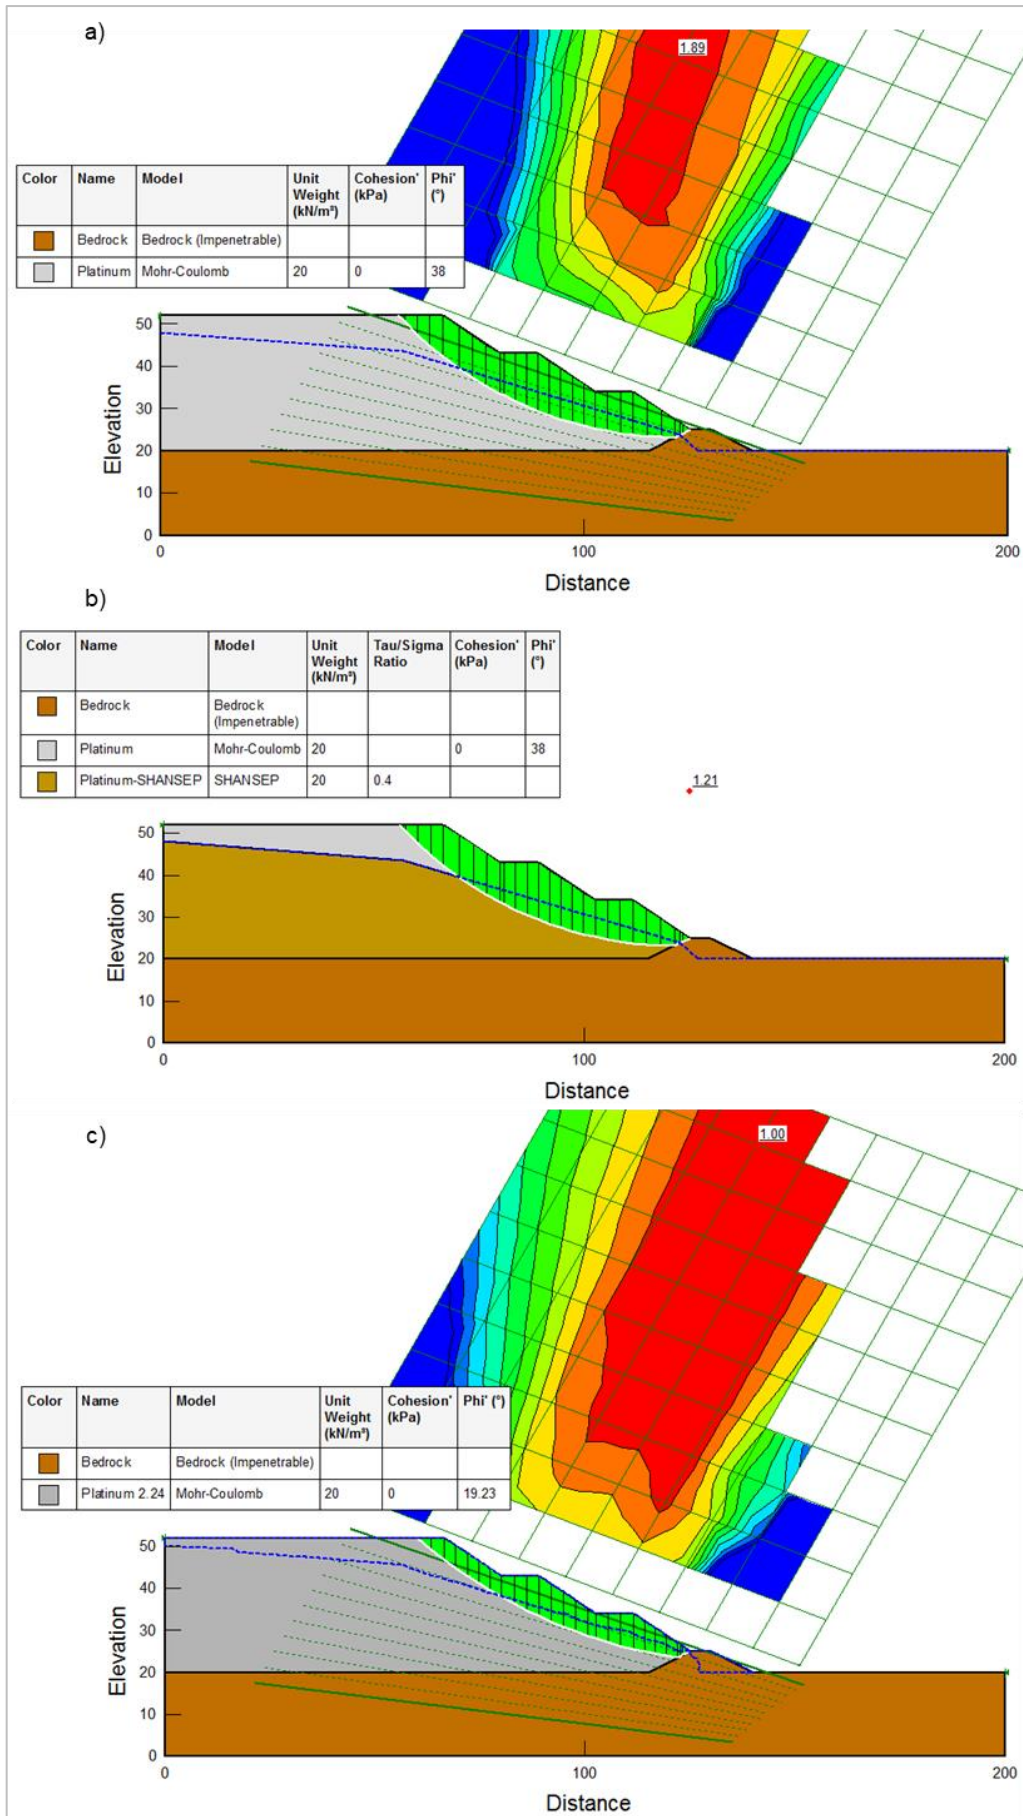 a)
1.89
Color Name Model Unit Weight (kN/m³) Cohesion' (kPa) Phi' (°)
Bedrock Bedrock (Impenetrable)
Platinum Mohr-Coulomb 20 0 38
50
40
30
20
10
0
Elevation
0 100 200
Distance
b)
Color Name Model Unit Weight (kN/m³) Tau/Sigma Ratio Cohesion' (kPa) Phi' (°)
Bedrock Bedrock (Impenetrable)
Platinum Mohr-Coulomb 20 0 38
Platinum-SHANSEP SHANSEP 20 0.4
1.21
50
40
30
20
10
0
Elevation
0 100 200
Distance
c)
1.00
Color Name Model Unit Weight (kN/m³) Cohesion' (kPa) Phi' (°)
Bedrock Bedrock (Impenetrable)
Platinum 2.24 Mohr-Coulomb 20 0 19.23
50
40
30
20
10
0
Elevation
0 100 200
Distance